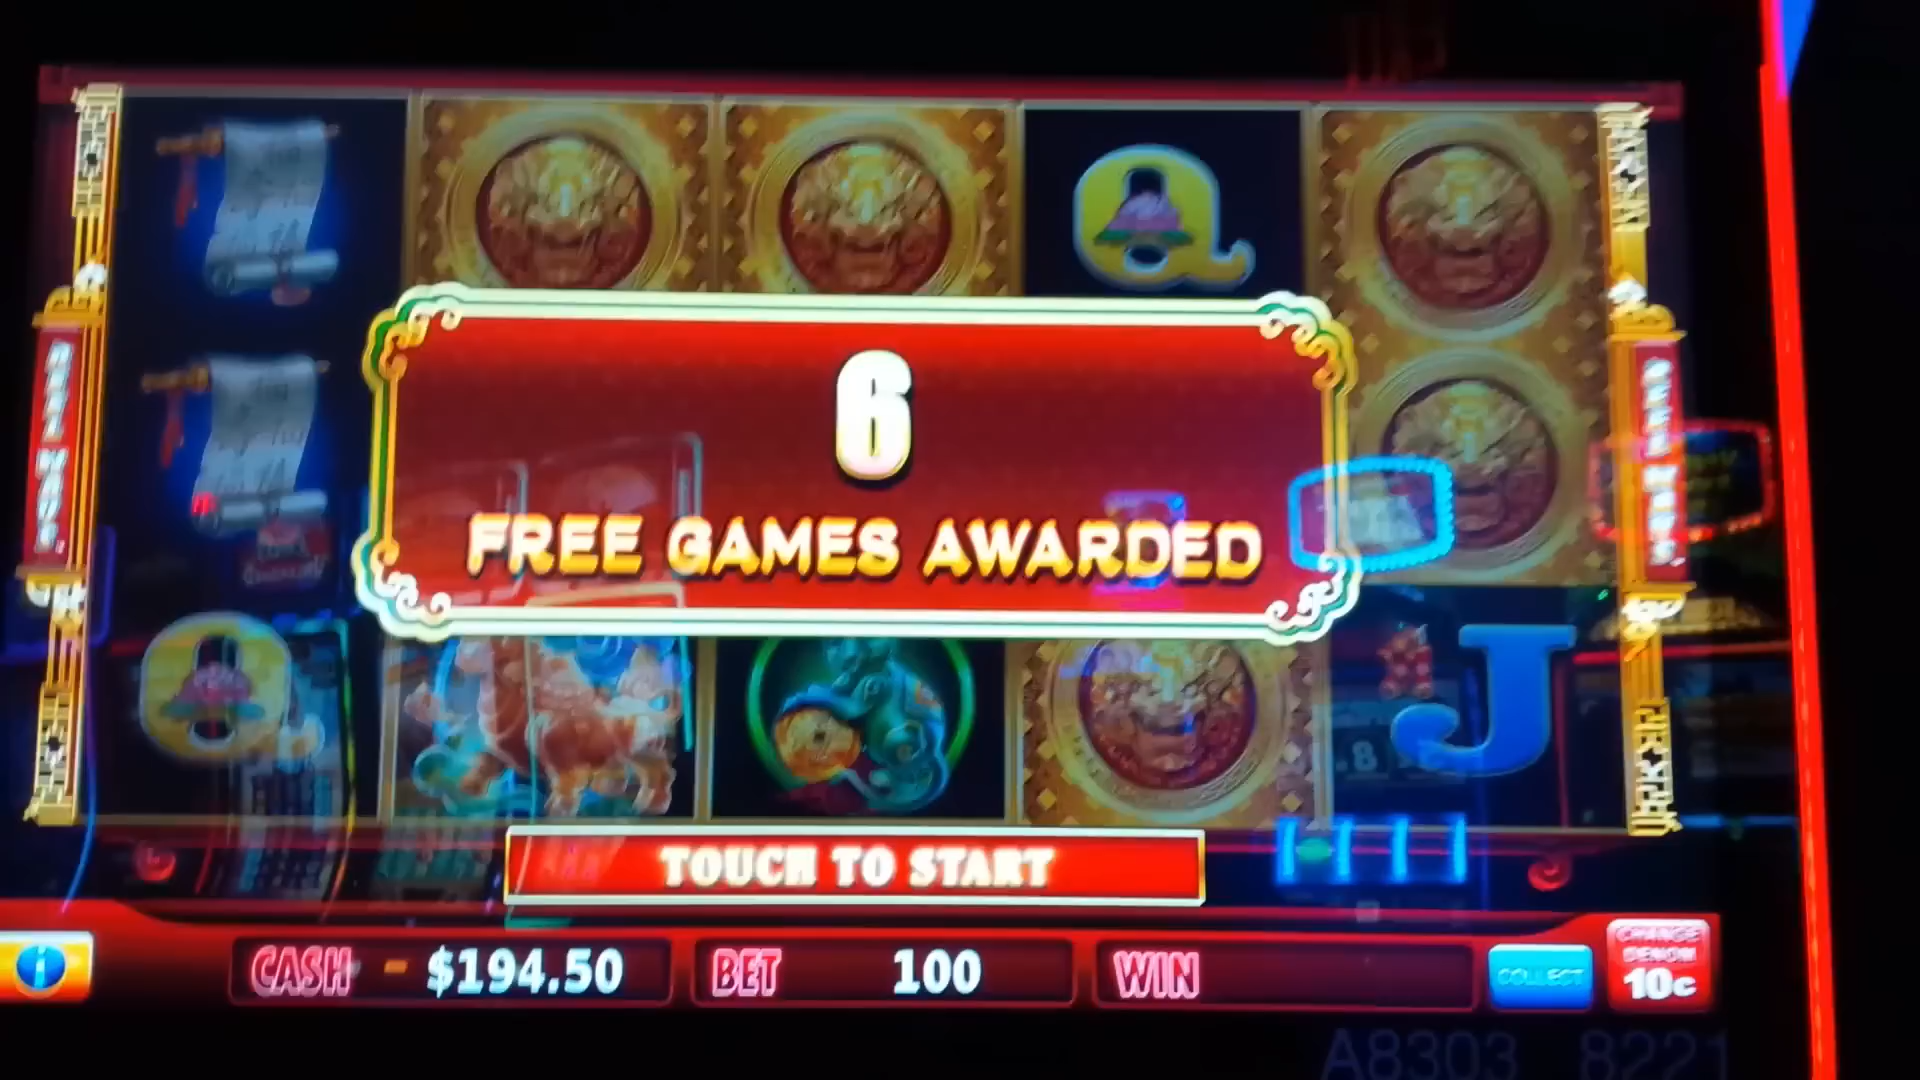 Q
6
FREE GAMES AWARDED
Q
J
TOUCH TO START
CASH $194.50
BET 100
WIN
COLLECT
CHANGE
DENOM
10c
A8303 8221